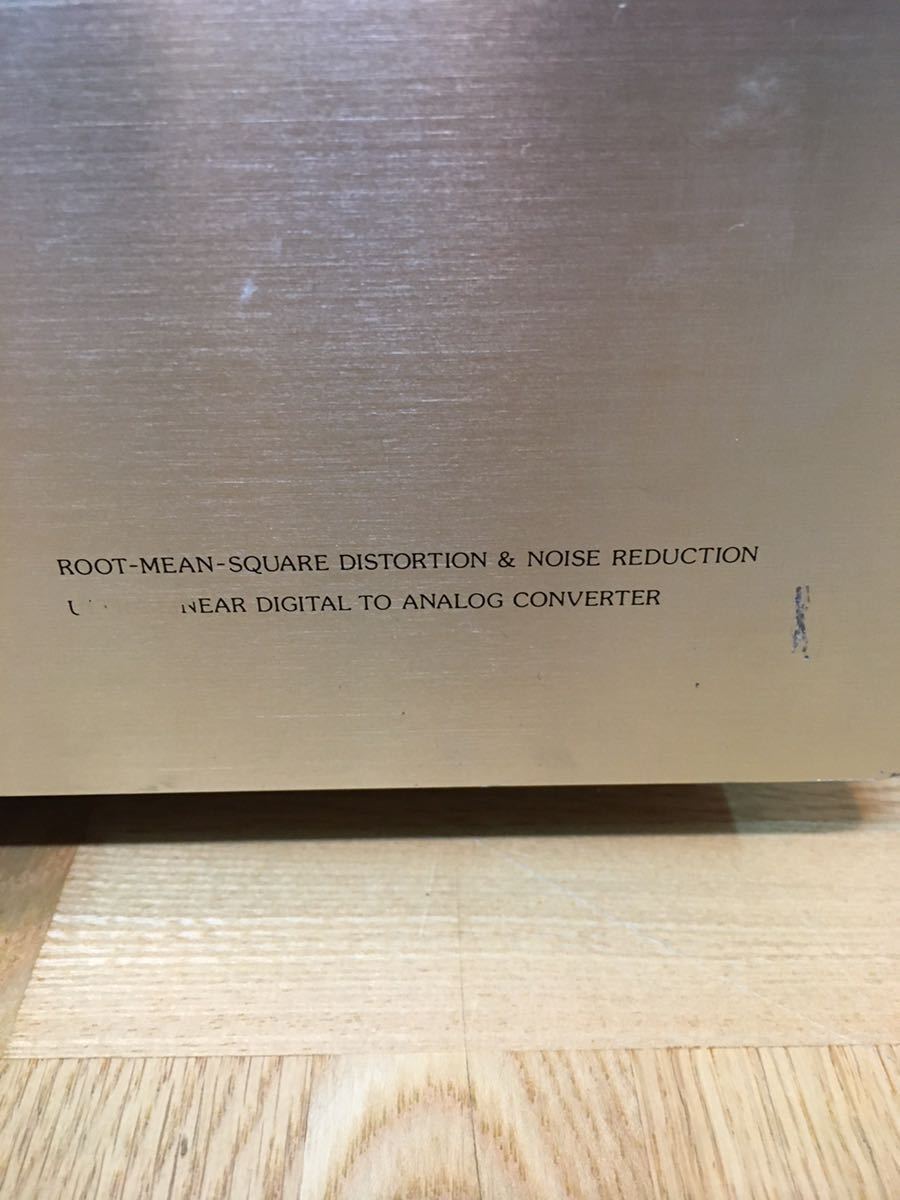 ROOT-MEAN-SQUARE DISTORTION & NOISE REDUCTION
NEAR DIGITAL TO ANALOG CONVERTER